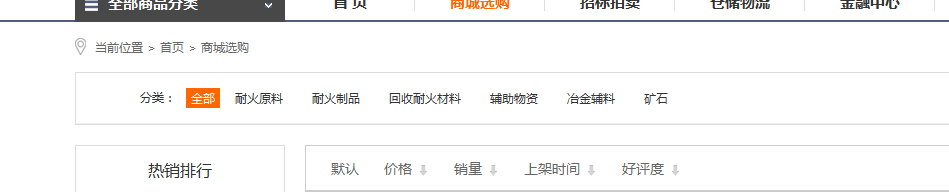 全部商品分类 首页 商城选购 招标拍卖 仓储物流 金融中心
当前位置 > 首页 > 商城选购
分类： 全部 耐火原料 耐火制品 回收耐火材料 辅助物资 冶金辅料 矿石
热销排行 默认 价格 销量 上架时间 好评度